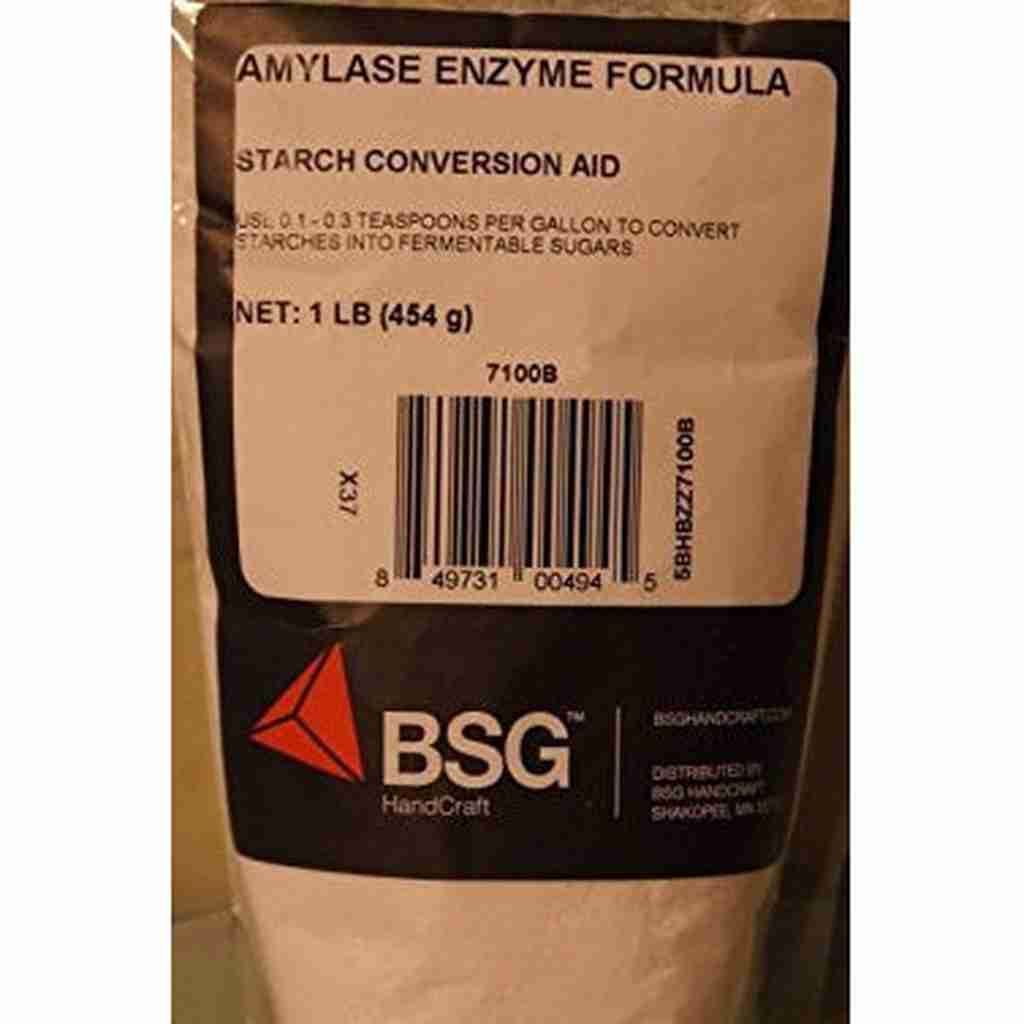 AMYLASE ENZYME FORMULA
STARCH CONVERSION AID
USE 0.1 - 0.3 TEASPOONS PER GALLON TO CONVERT
STARCHES INTO FERMENTABLE SUGARS
NET: 1 LB (454 g)
7100B
X37
5BHBZZ7100B
8 49731 00494 5
BSG™
HandCraft
BSGHANDCRAFT.COM
DISTRIBUTED BY
BSG HANDCRAFT
SHAKOPEE, MN